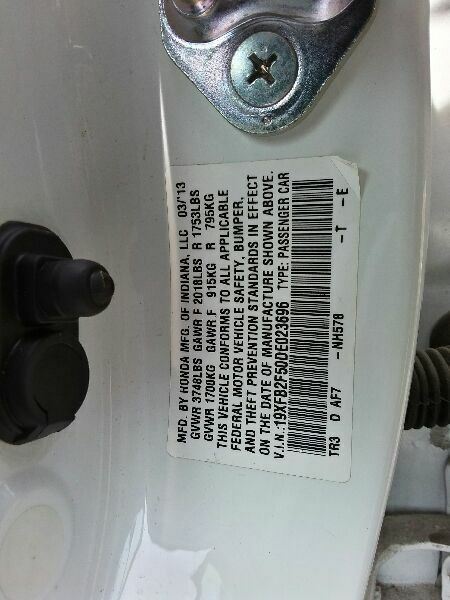 MFD. BY HONDA MFG. OF INDIANA, LLC 03/'13
GVWR 3748LBS GAWR F 2018LBS R 1753LBS
GVWR 1700KG GAWR F 915KG R 795KG
THIS VEHICLE CONFORMS TO ALL APPLICABLE
FEDERAL MOTOR VEHICLE SAFETY, BUMPER,
AND THEFT PREVENTION STANDARDS IN EFFECT
ON THE DATE OF MANUFACTURE SHOWN ABOVE.
V.I.N.:19XFB2F50DE023696 TYPE: PASSENGER CAR
TR3 D AF7 -NH578 -T -E